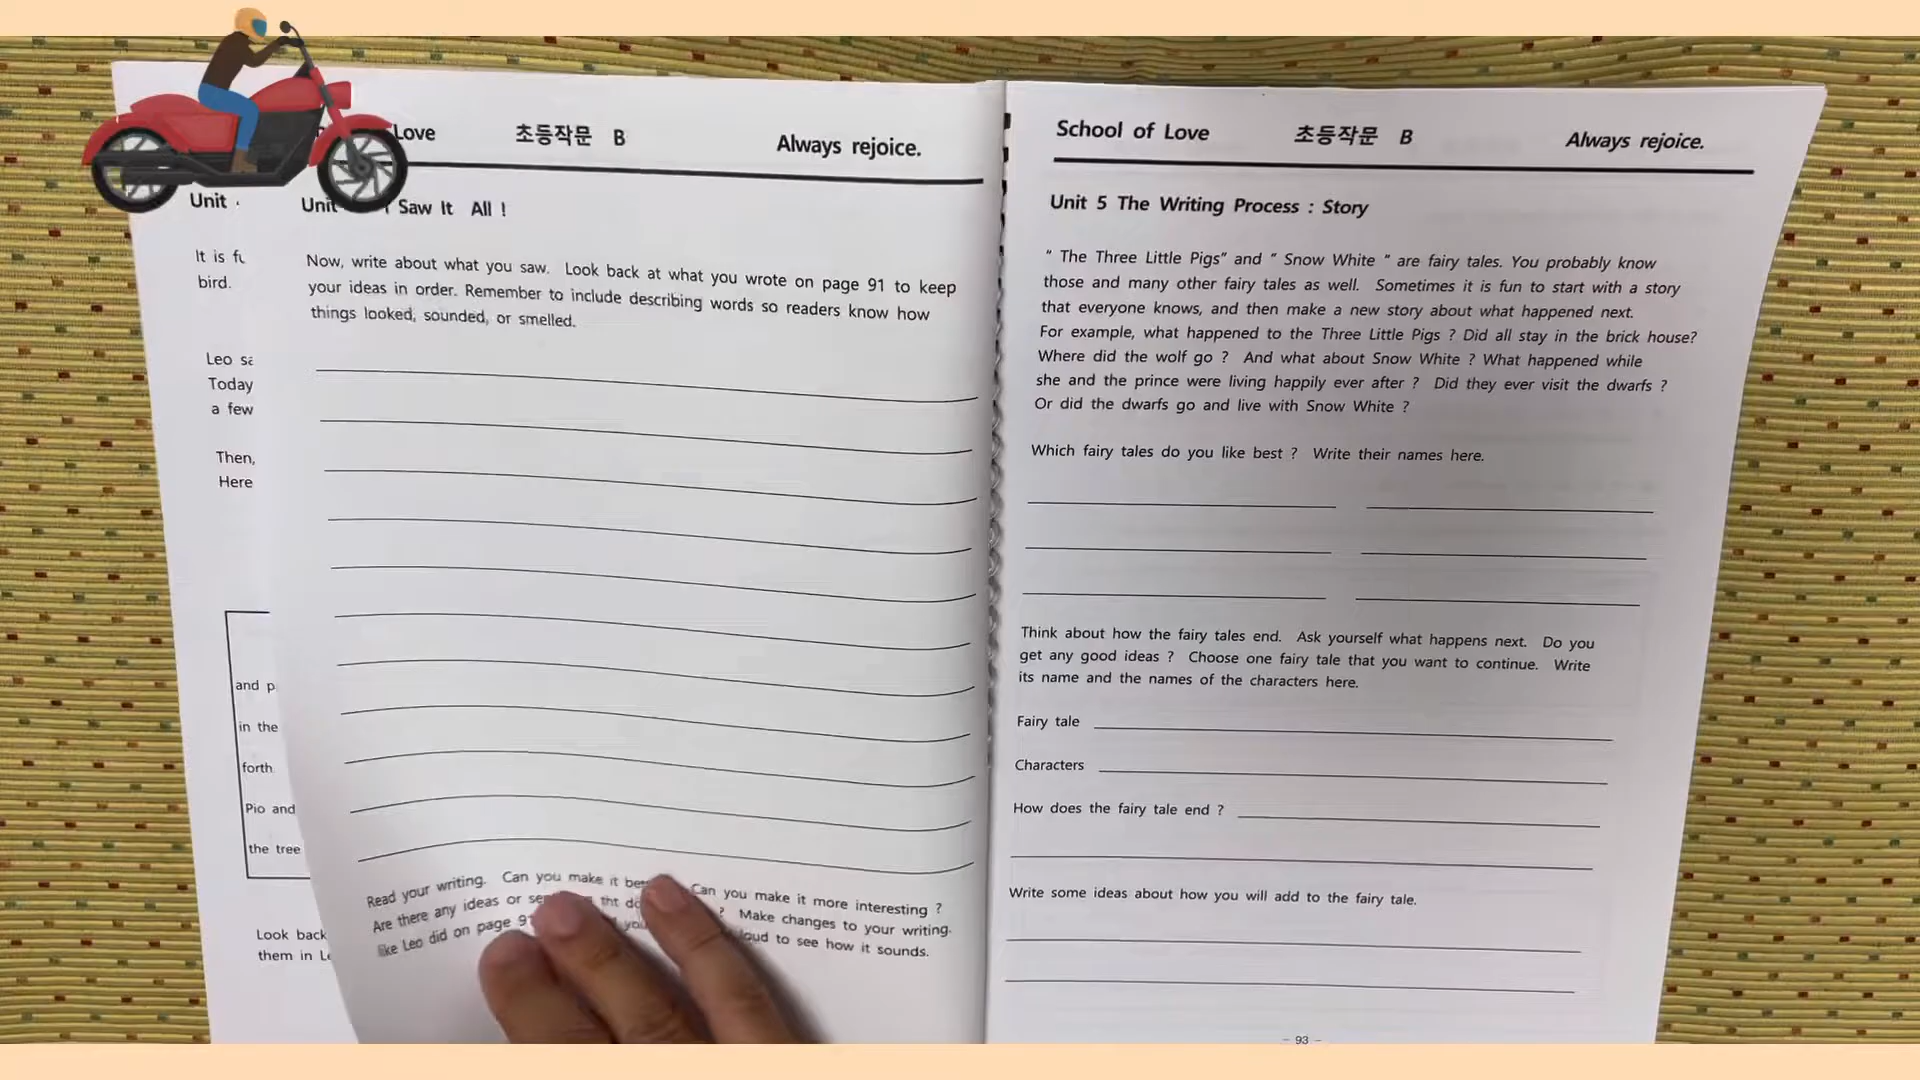 Unit
It is
bird.
Leo
Today
a few
Then,
Here
and
in the
forth
Pio and
the tree
Look back
them in
Love 초등작문 B Always rejoice.
Unit Saw It All !
Now, write about what you saw. Look back at what you wrote on page 91 to keep
your ideas in order. Remember to include describing words so readers know how
things looked, sounded, or smelled.
Read your writing. Can you make it Can you make it more interesting ?
Are there any ideas or tht ? Make changes to your writing.
like Leo did on page to see how it sounds.
School of Love 초등작문 B Always rejoice.
Unit 5 The Writing Process : Story
“ The Three Little Pigs” and “ Snow White “ are fairy tales. You probably know
those and many other fairy tales as well. Sometimes it is fun to start with a story
that everyone knows, and then make a new story about what happened next.
For example, what happened to the Three Little Pigs ? Did all stay in the brick house?
Where did the wolf go ? And what about Snow White ? What happened while
she and the prince were living happily ever after ? Did they ever visit the dwarfs ?
Or did the dwarfs go and live with Snow White ?
Which fairy tales do you like best ? Write their names here.
Think about how the fairy tales end. Ask yourself what happens next. Do you
get any good ideas ? Choose one fairy tale that you want to continue. Write
its name and the names of the characters here.
Fairy tale
Characters
How does the fairy tale end ?
Write some ideas about how you will add to the fairy tale.
- 93 -